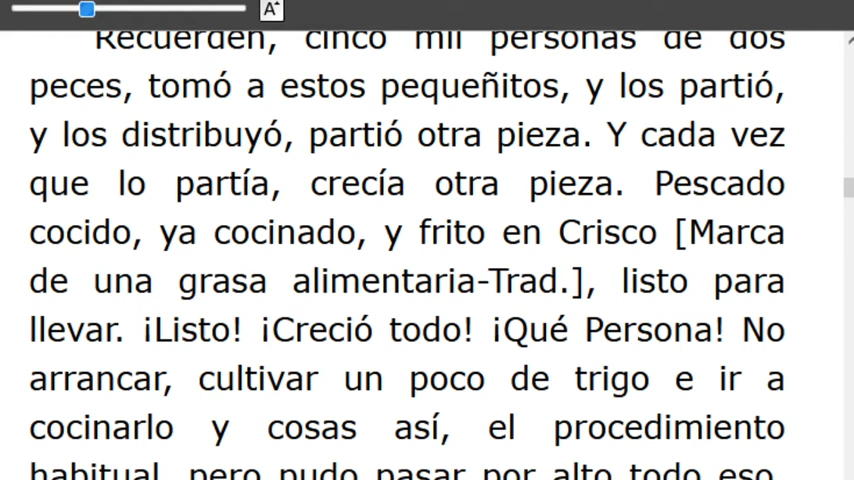 A
Recuerden, cinco mil personas de dos
peces, tomó a estos pequeñitos, y los partió,
y los distribuyó, partió otra pieza. Y cada vez
que lo partía, crecía otra pieza. Pescado
cocido, ya cocinado, y frito en Crisco [Marca
de una grasa alimentaria-Trad.], listo para
llevar. ¡Listo! ¡Creció todo! ¡Qué Persona! No
arrancar, cultivar un poco de trigo e ir a
cocinarlo y cosas así, el procedimiento
habitual, pero pudo pasar por alto todo eso.